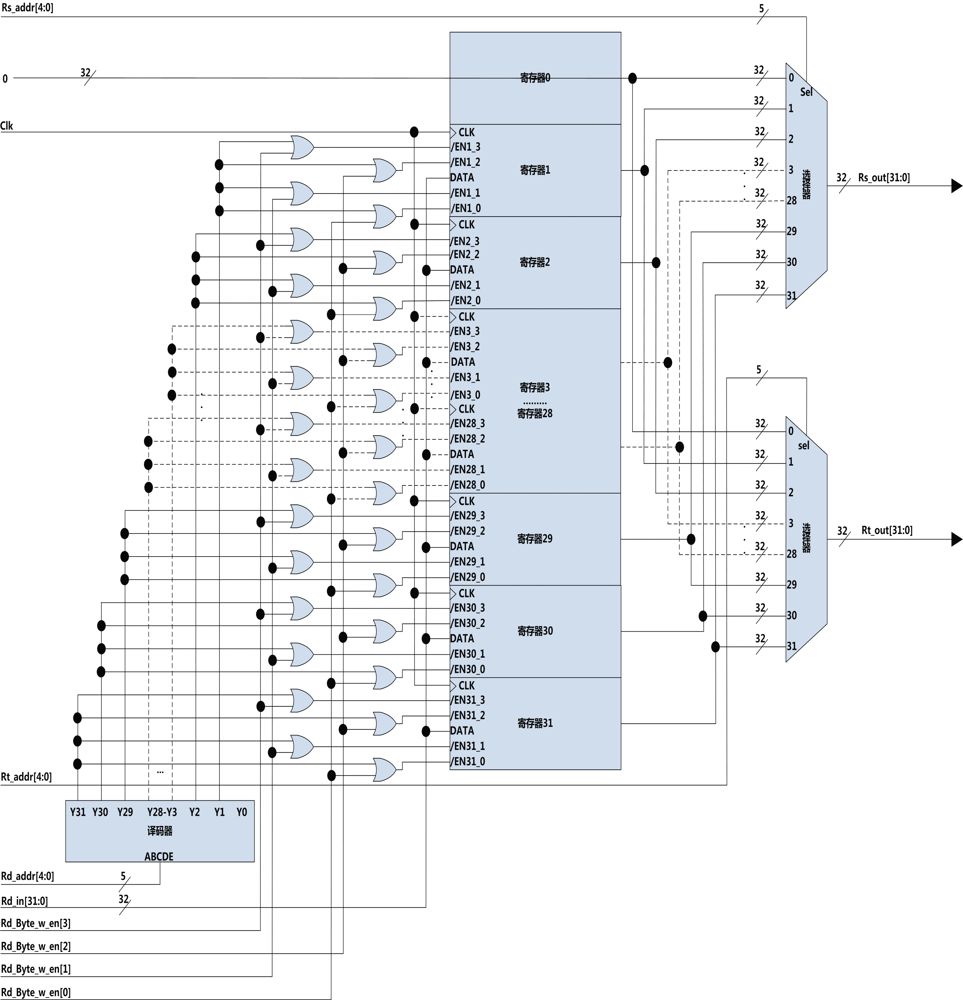 Rs_addr[4:0]
5
0
32
寄存器0
32
0
Sel
32
1
Clk
CLK
32
2
/EN1_3
/EN1_2
寄存器1
32
3
选择器
32
Rs_out[31:0]
DATA
/EN1_1
32
28
/EN1_0
CLK
32
29
/EN2_3
/EN2_2
寄存器2
32
30
DATA
/EN2_1
32
31
/EN2_0
CLK
/EN3_3
/EN3_2
DATA
5
/EN3_1
寄存器3
/EN3_0
.........
CLK
寄存器28
/EN28_3
32
0
/EN28_2
sel
DATA
32
1
/EN28_1
/EN28_0
32
2
CLK
/EN29_3
32
3
/EN29_2
寄存器29
选择器
32
Rt_out[31:0]
DATA
32
28
/EN29_1
/EN29_0
32
29
CLK
/EN30_3
32
30
/EN30_2
寄存器30
DATA
32
31
/EN30_1
/EN30_0
CLK
/EN31_3
/EN31_2
寄存器31
DATA
/EN31_1
/EN31_0
...
Rt_addr[4:0]
Y31 Y30 Y29 Y28-Y3 Y2 Y1 Y0
译码器
ABCDE
Rd_addr[4:0]
5
Rd_in[31:0]
32
Rd_Byte_w_en[3]
Rd_Byte_w_en[2]
Rd_Byte_w_en[1]
Rd_Byte_w_en[0]